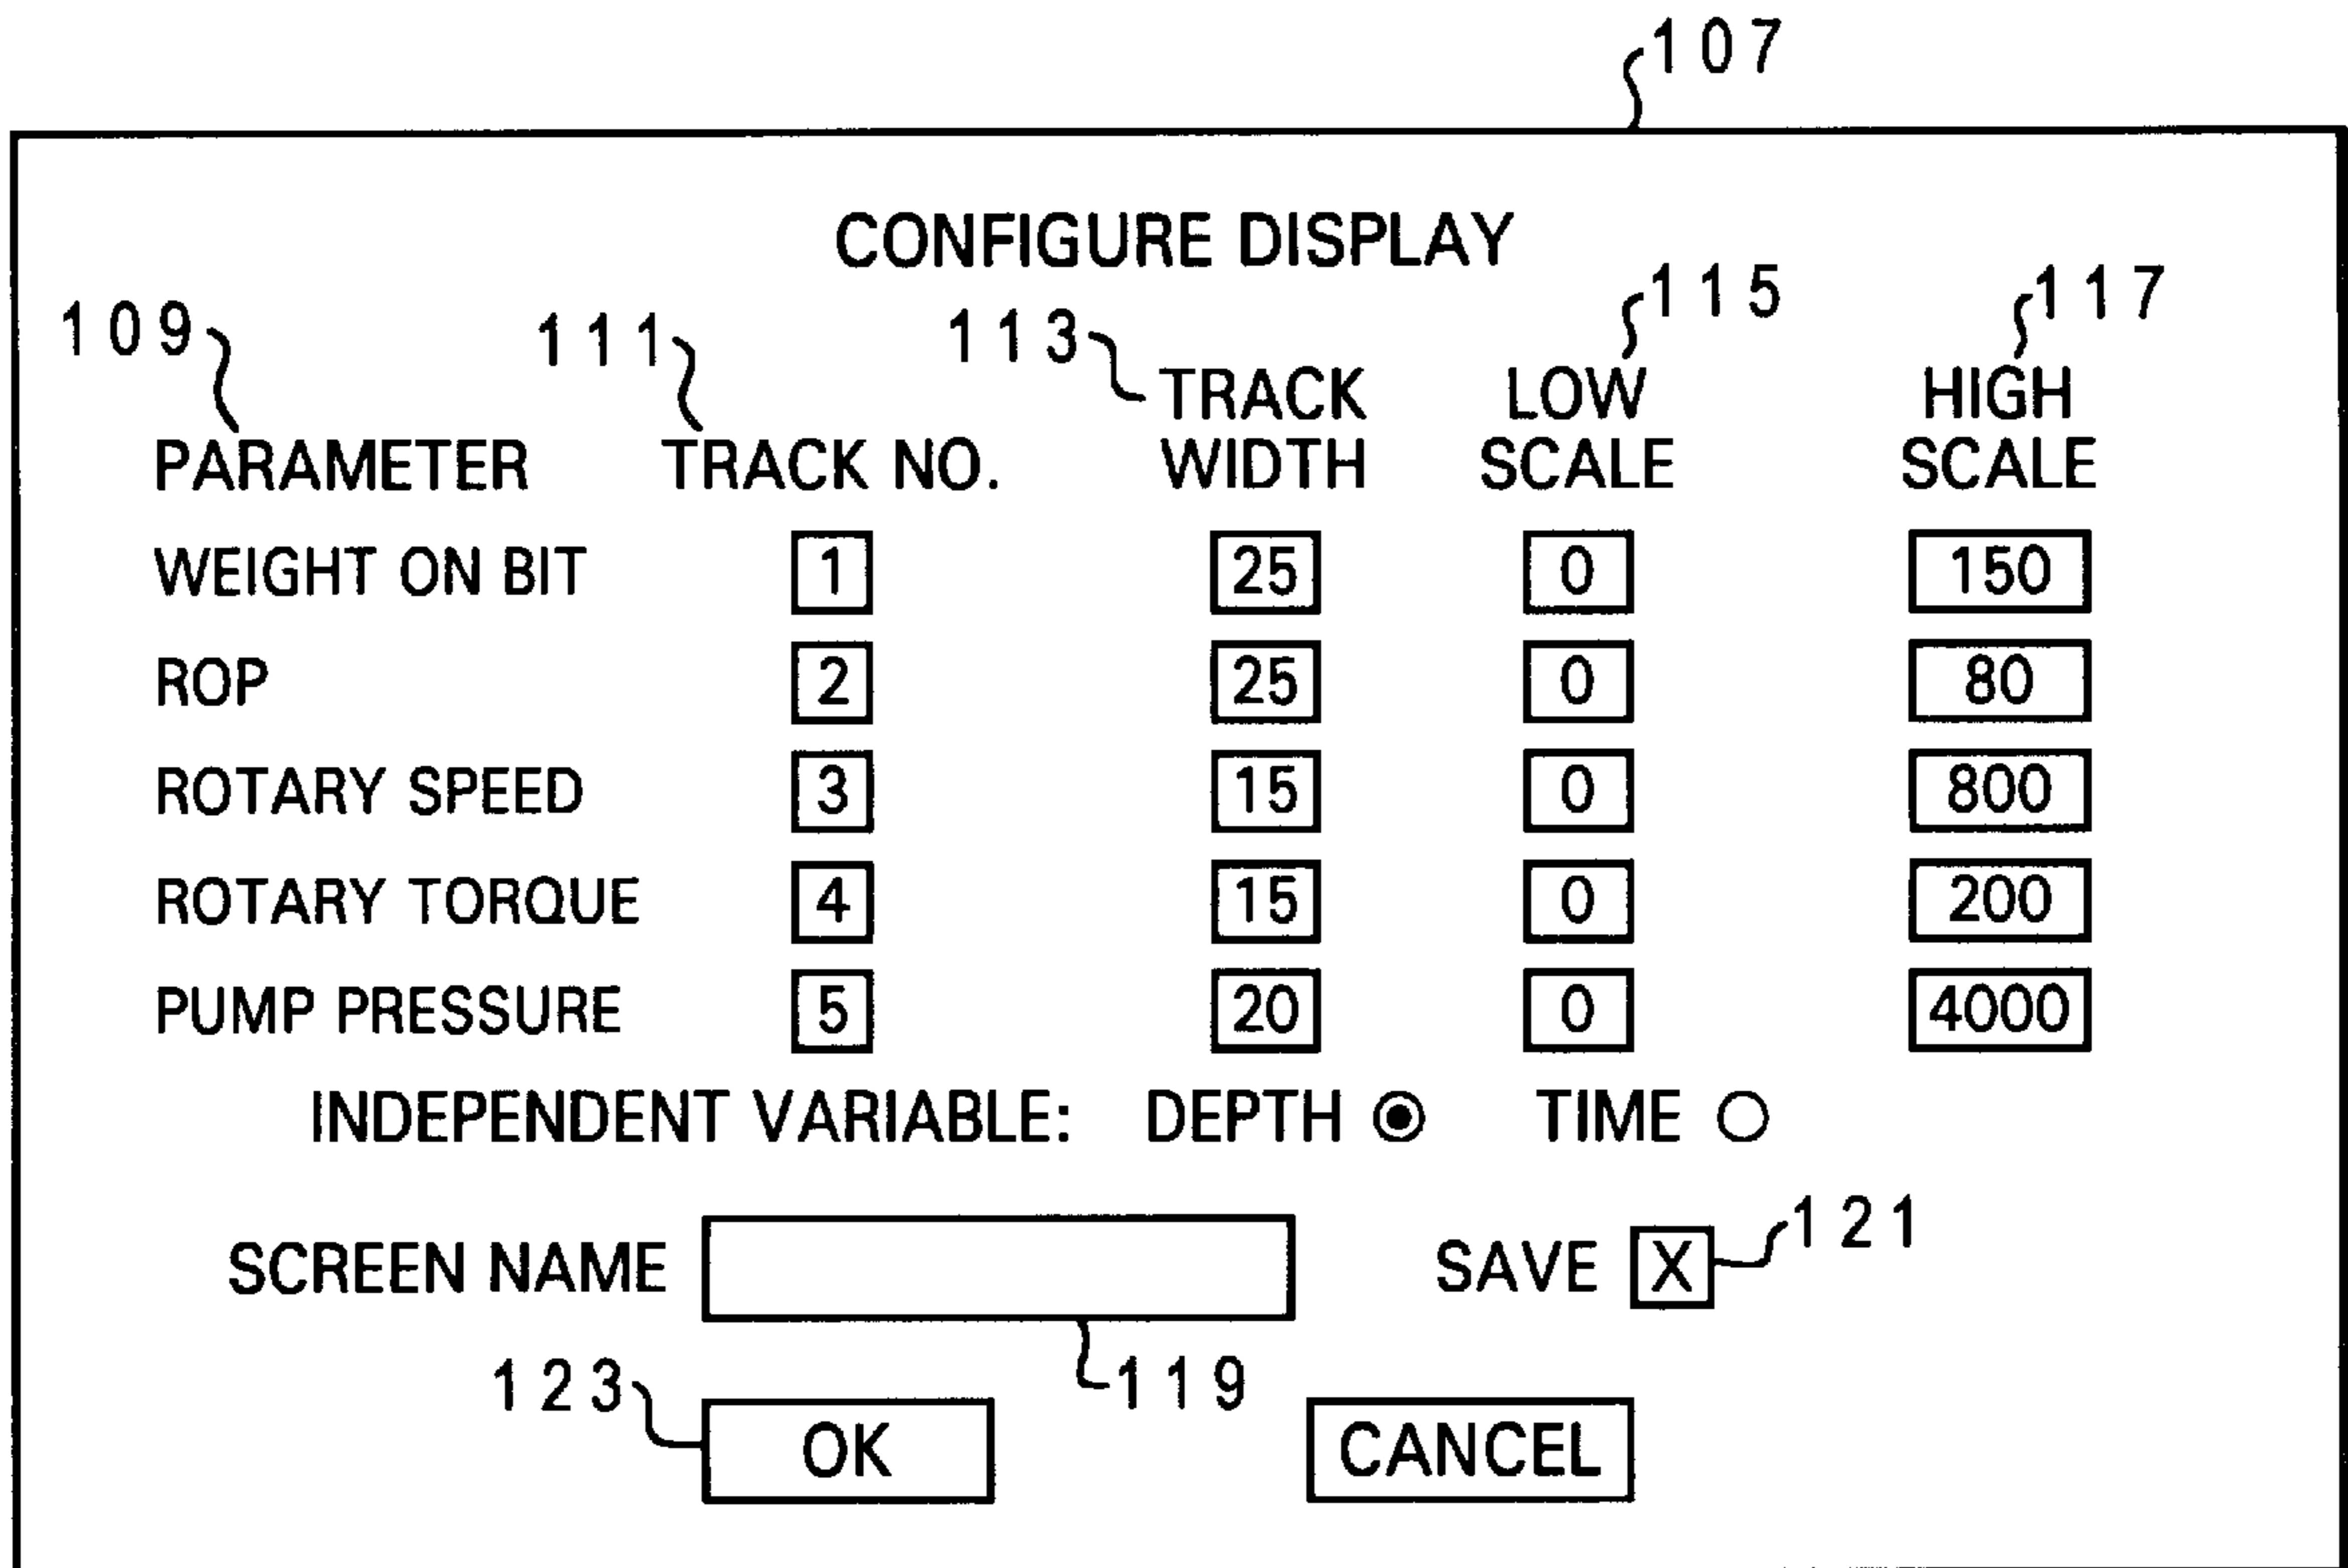 107
CONFIGURE DISPLAY
109 111 113 115 117
PARAMETER TRACK NO. TRACK WIDTH LOW SCALE HIGH SCALE
WEIGHT ON BIT 1 25 0 150
ROP 2 25 0 80
ROTARY SPEED 3 15 0 800
ROTARY TORQUE 4 15 0 200
PUMP PRESSURE 5 20 0 4000
INDEPENDENT VARIABLE: DEPTH TIME
SCREEN NAME SAVE X 121
123 119
OK CANCEL